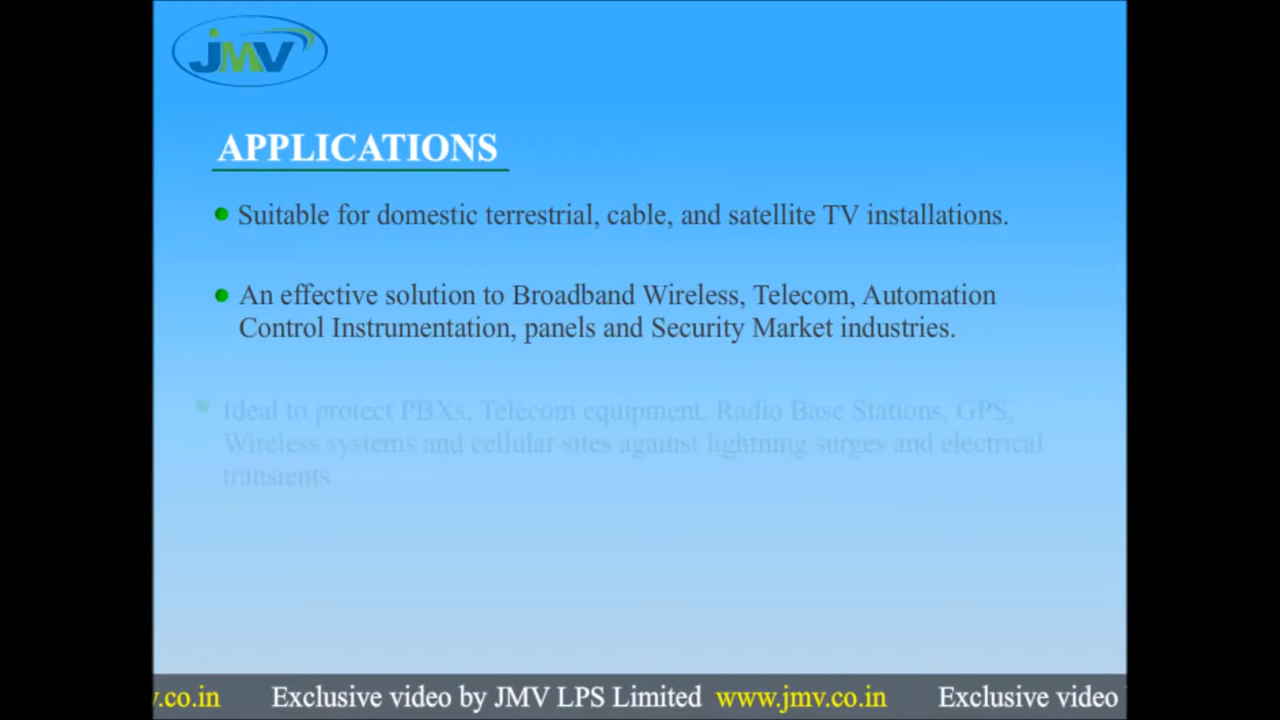 JMV
APPLICATIONS
Suitable for domestic terrestrial, cable, and satellite TV installations.
An effective solution to Broadband Wireless, Telecom, Automation
Control Instrumentation, panels and Security Market industries.
Ideal to protect PBXs, Telecom equipment, Radio Base Stations, GPS,
Wireless systems and cellular sites against lightning surges and electrical
transients.
v.co.in Exclusive video by JMV LPS Limited www.jmv.co.in Exclusive video